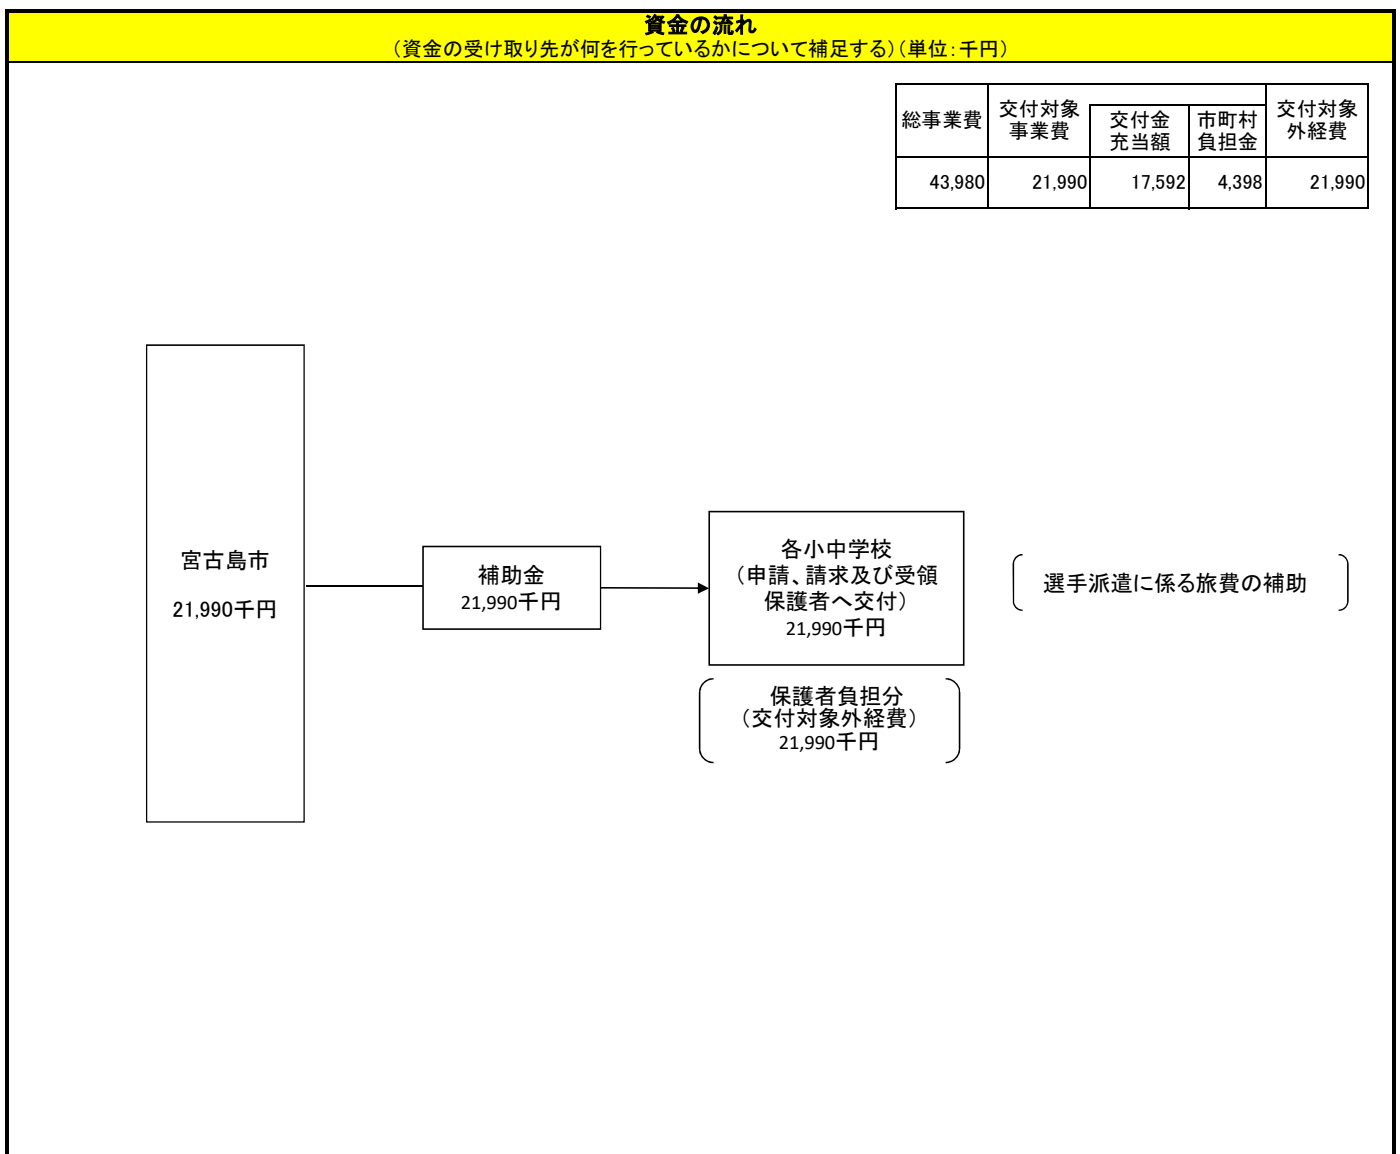 資金の流れ
（資金の受け取り先が何を行っているかについて補足する）（単位：千円）
総事業費 交付対象事業費 交付金充当額 市町村負担金 交付対象外経費
43,980 21,990 17,592 4,398 21,990
宮古島市
21,990千円
補助金
21,990千円
各小中学校
（申請、請求及び受領
保護者へ交付）
21,990千円
選手派遣に係る旅費の補助
保護者負担分
（交付対象外経費）
21,990千円